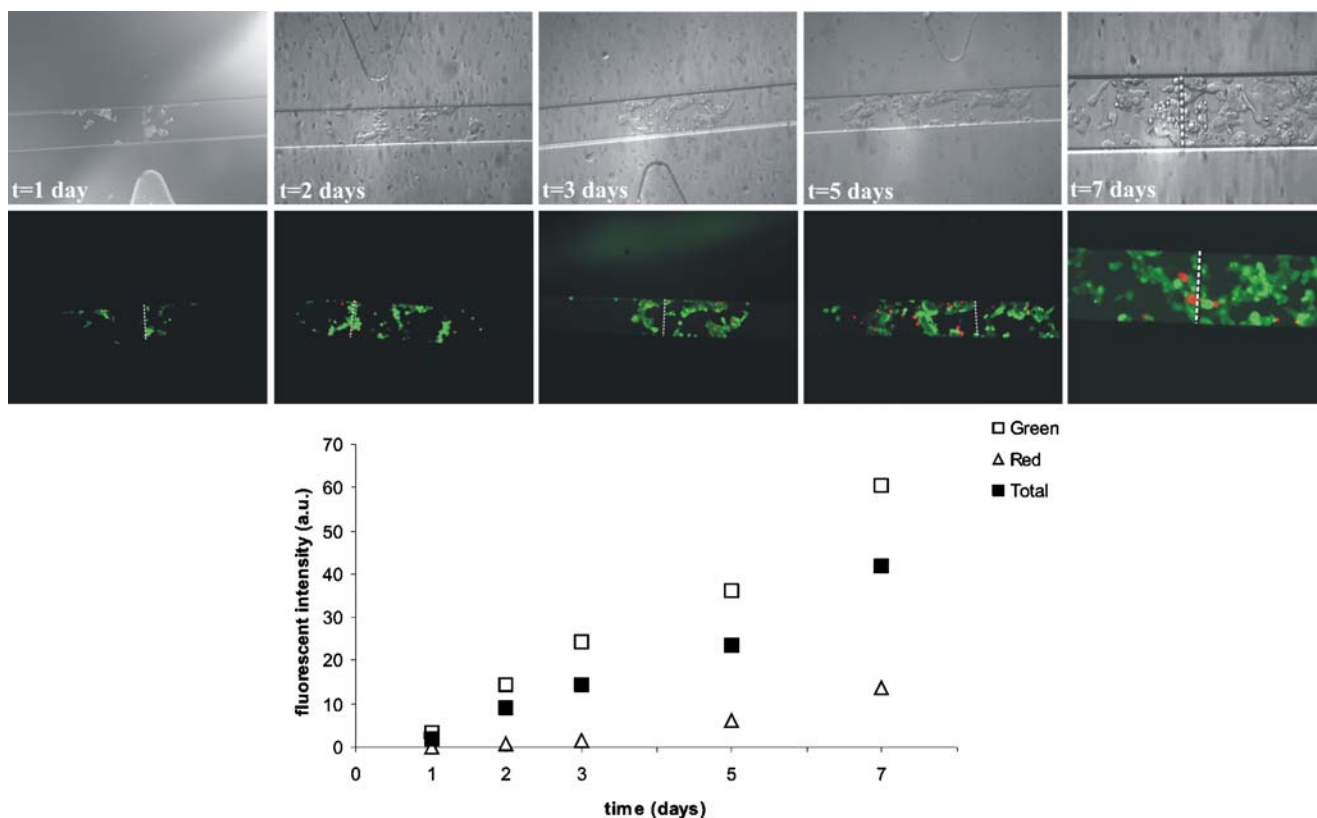 t=1 day
t=2 days
t=3 days
t=5 days
t=7 days
Green
Red
Total
fluorescent intensity (a.u.)
70
60
50
40
30
20
10
0
0 1 2 3 5 7
time (days)